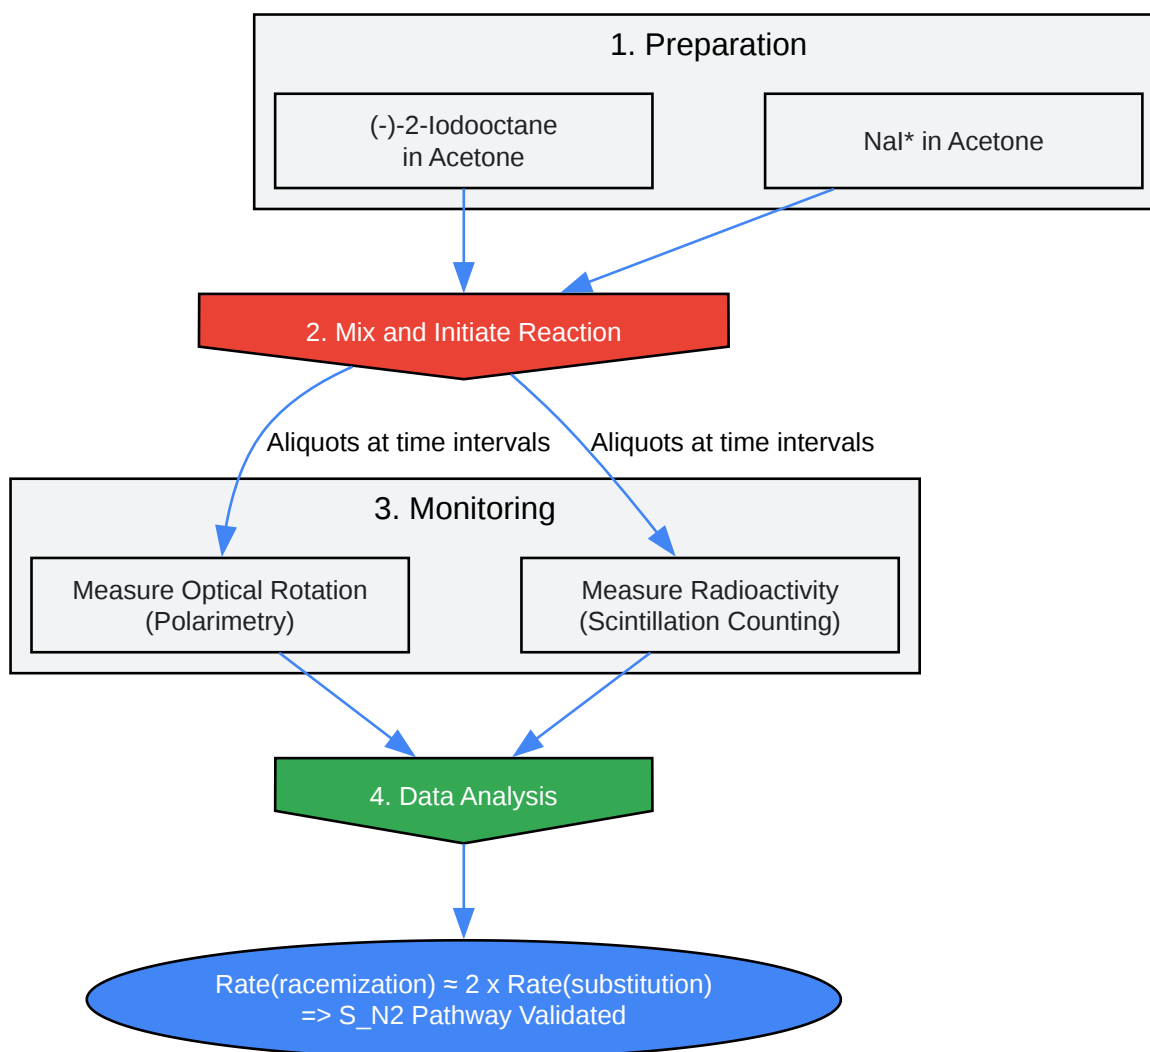 1. Preparation
(-)-2-Iodooctane
in Acetone
NaI* in Acetone
2. Mix and Initiate Reaction
Aliquots at time intervals
Aliquots at time intervals
3. Monitoring
Measure Optical Rotation
(Polarimetry)
Measure Radioactivity
(Scintillation Counting)
4. Data Analysis
Rate(racemization) ≈ 2 x Rate(substitution)
=> S_N2 Pathway Validated